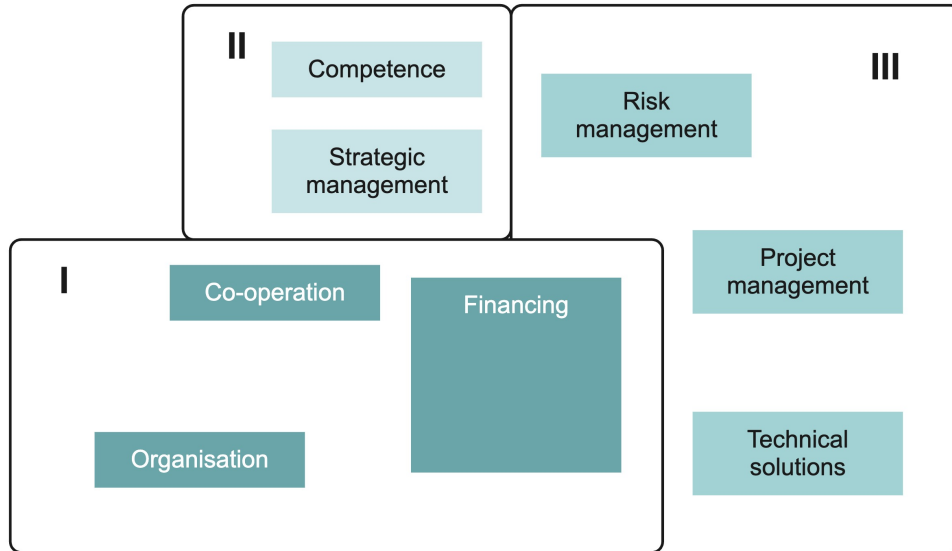 II
Competence
Strategic
management
III
Risk
management
Project
management
Technical
solutions
I
Co-operation
Financing
Organisation